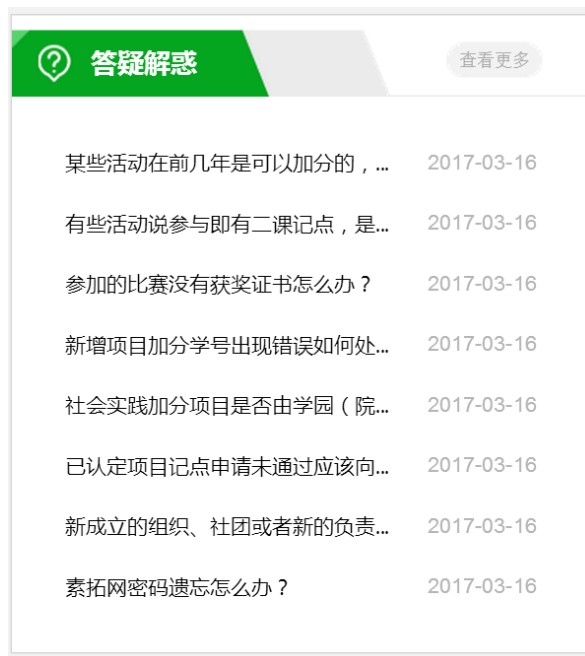 答疑解惑
查看更多
某些活动在前几年是可以加分的，... 2017-03-16
有些活动说参与即有二课记点，是... 2017-03-16
参加的比赛没有获奖证书怎么办？ 2017-03-16
新增项目加分学号出现错误如何处... 2017-03-16
社会实践加分项目是否由学园（院... 2017-03-16
已认定项目记点申请未通过应该向... 2017-03-16
新成立的组织、社团或者新的负责... 2017-03-16
素拓网密码遗忘怎么办？ 2017-03-16